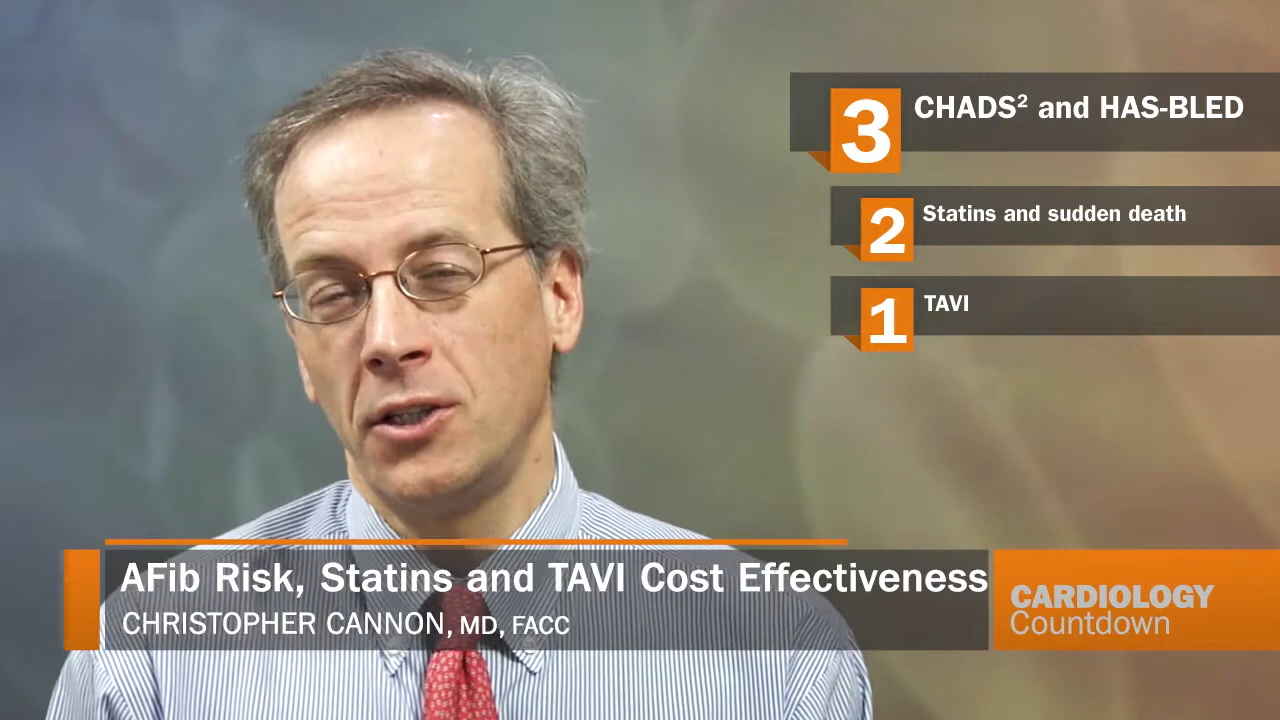 3 CHADS² and HAS-BLED
2 Statins and sudden death
1 TAVI
AFib Risk, Statins and TAVI Cost Effectiveness
CHRISTOPHER CANNON, MD, FACC
CARDIOLOGY
Countdown